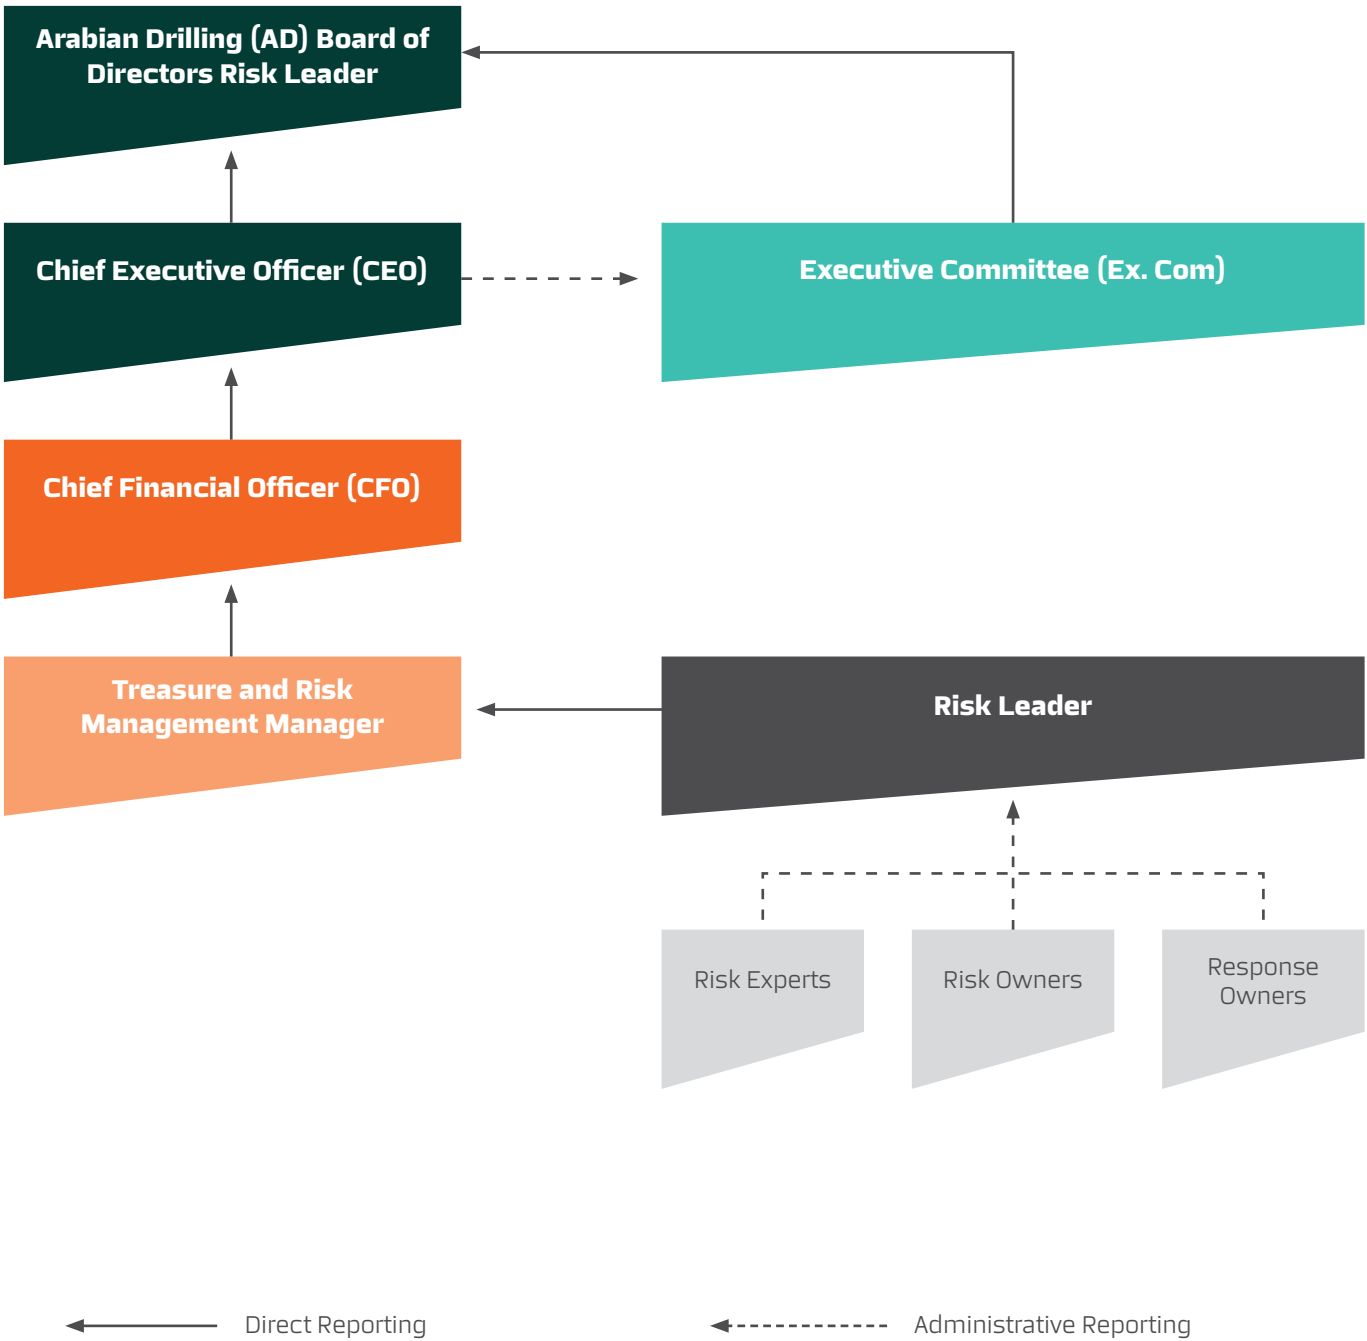 Arabian Drilling (AD) Board of
Directors Risk Leader
Chief Executive Officer (CEO)
Executive Committee (Ex. Com)
Chief Financial Officer (CFO)
Treasure and Risk
Management Manager
Risk Leader
Risk Experts
Risk Owners
Response
Owners
Direct Reporting
Administrative Reporting